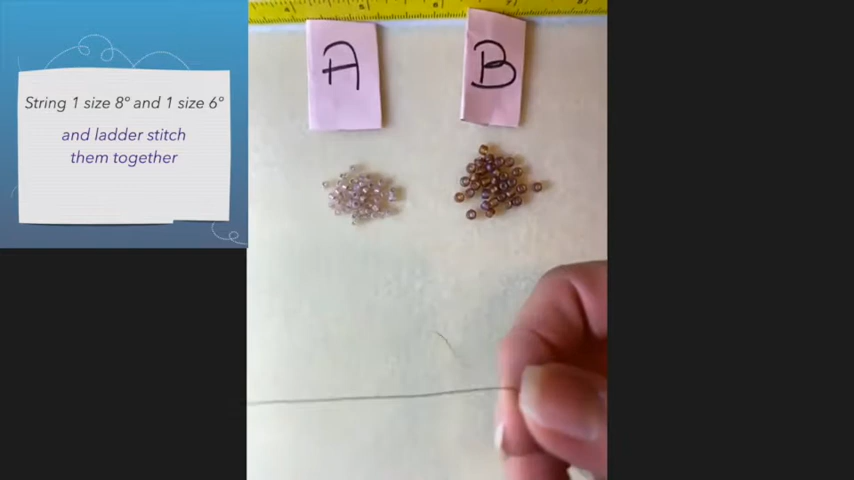 String 1 size 8° and 1 size 6°
and ladder stitch
them together
A
B